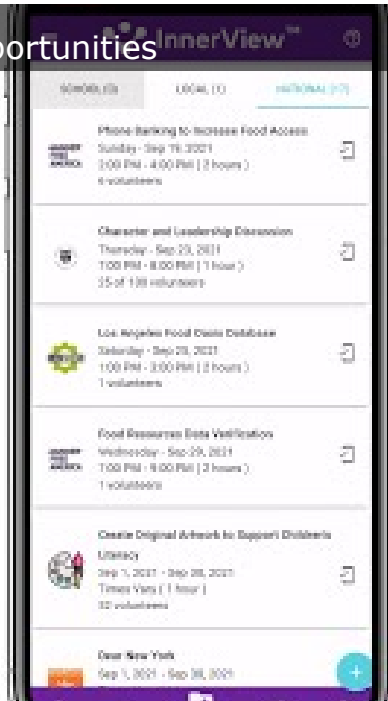 portunities
InnerView™
SCHOOL (0) LOCAL (1) NATIONAL (17)
Phone Banking to Increase Food Access
Sunday - Sep 19, 2021
2:00 PM - 4:00 PM ( 2 hours )
6 volunteers
Character and Leadership Discussion
Thursday - Sep 23, 2021
7:00 PM - 8:00 PM ( 1 hour )
25 of 100 volunteers
Los Angeles Food Oasis Database
Saturday - Sep 25, 2021
1:00 PM - 3:00 PM ( 2 hours )
1 volunteers
Food Resources Data Verification
Wednesday - Sep 29, 2021
7:00 PM - 9:00 PM ( 2 hours )
1 volunteers
Create Original Artwork to Support Children's
Literacy
Sep 1, 2021 - Sep 30, 2021
Times Vary ( 1 hour )
32 volunteers
Dear New York
Sep 1, 2021 - Sep 30, 2021